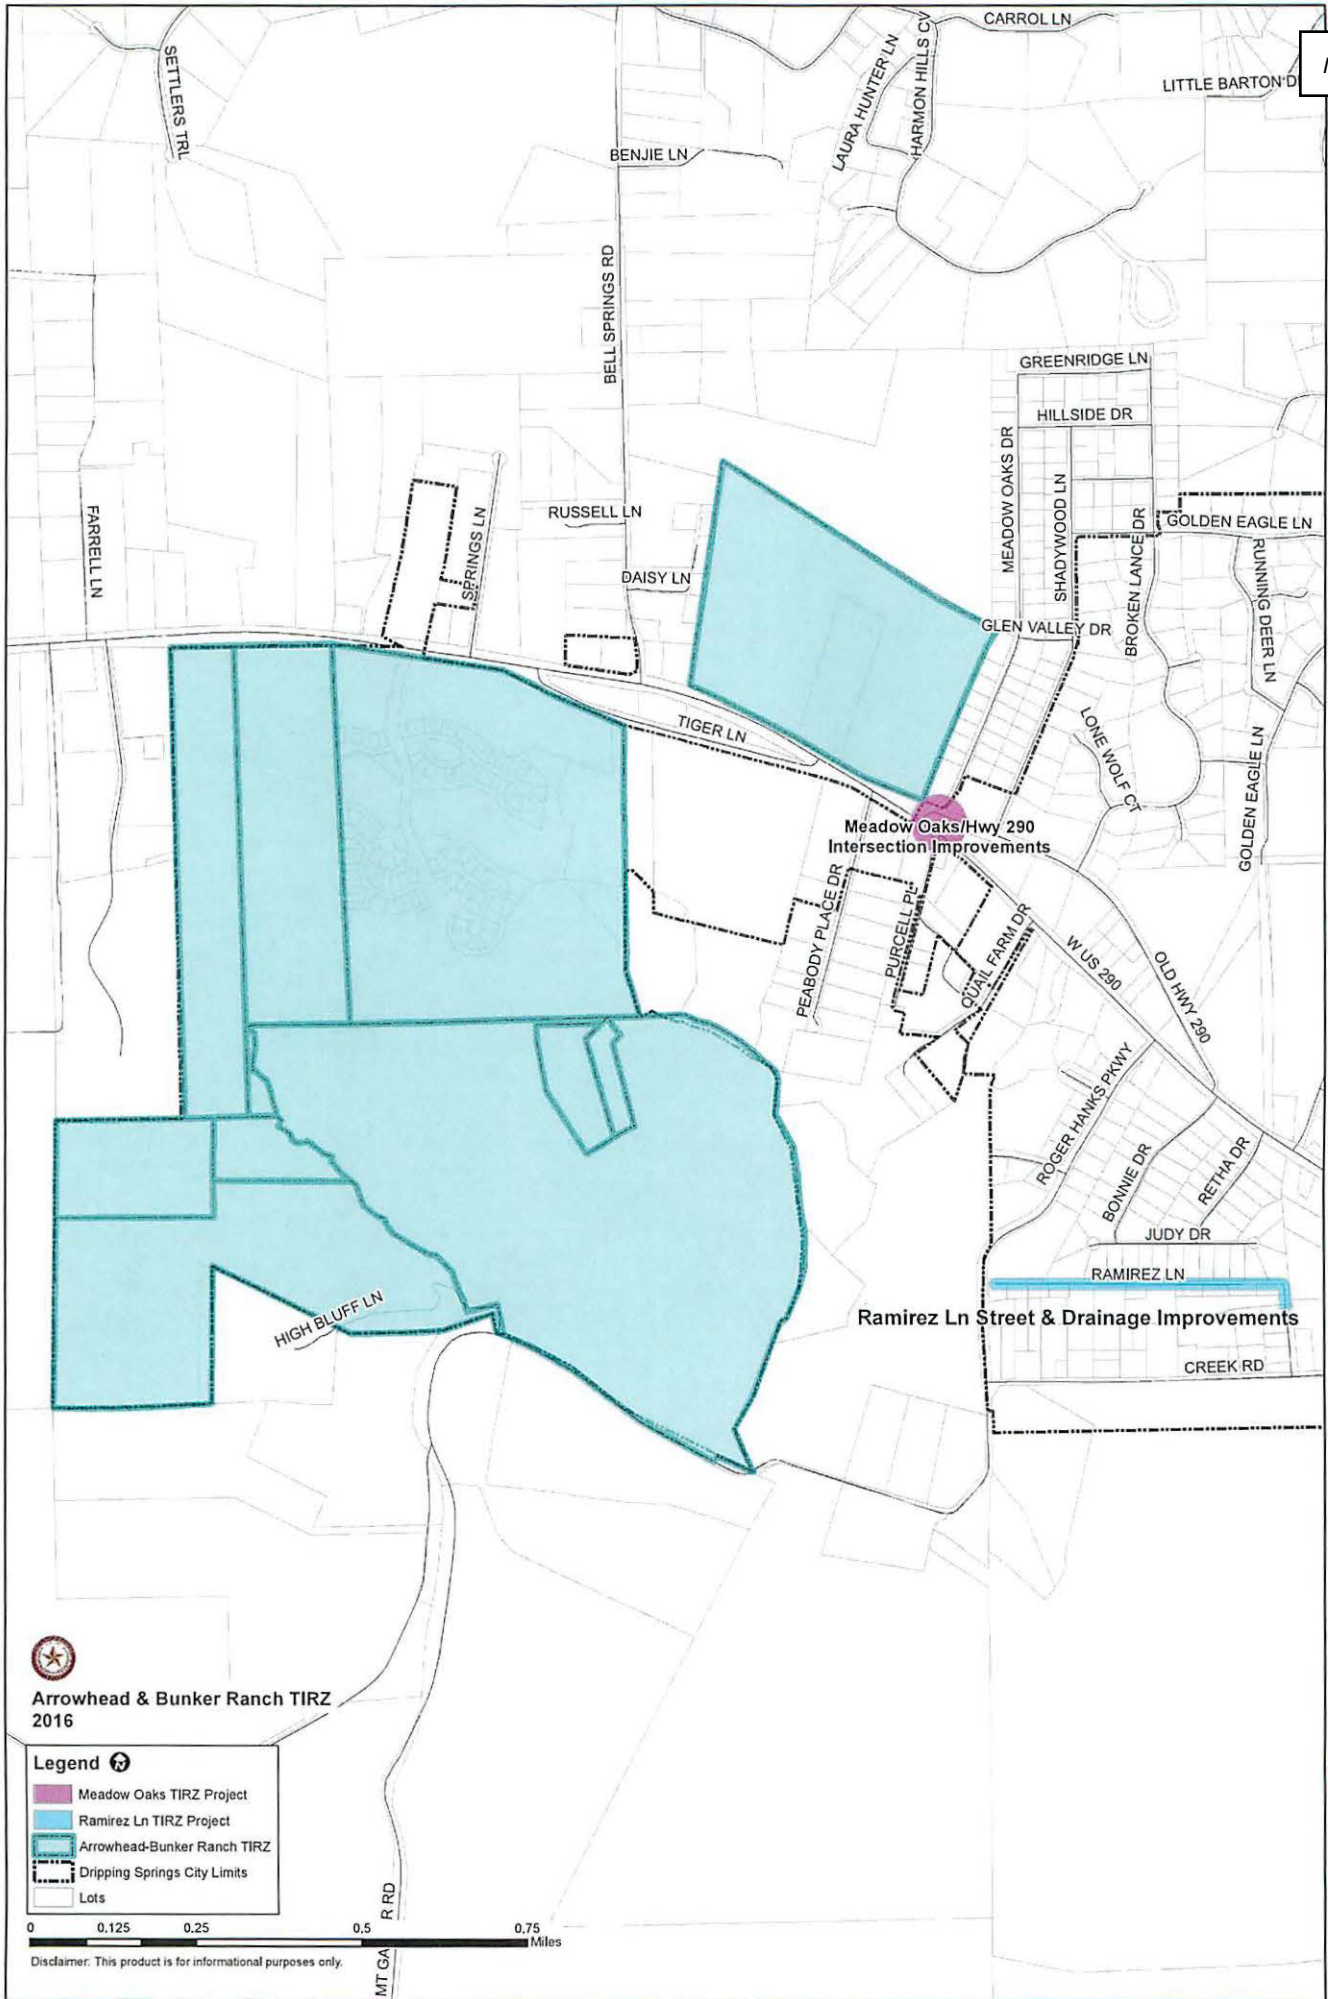 CARROL LN
SETTLERS TRL
LAURA HUNTER LN
HARMON HILLS CV
LITTLE BARTON D
BENJIE LN
BELL SPRINGS RD
GREENRIDGE LN
HILLSIDE DR
MEADOW OAKS DR
SHADYWOOD LN
FARRELL LN
SPRINGS LN
RUSSELL LN
BROKEN LANCE DR
GOLDEN EAGLE LN
RUNNING DEER LN
DAISY LN
GLEN VALLEY DR
TIGER LN
LONE WOLF CT
GOLDEN EAGLE LN
Meadow Oaks/Hwy 290
Intersection Improvements
PEABODY PLACE DR
PURCELL PL
QUAIL FARM DR
W US 290
OLD HWY 290
ROGER HANKS PKWY
BONNIE DR
RETHA DR
JUDY DR
RAMIREZ LN
HIGH BLUFF LN
Ramirez Ln Street & Drainage Improvements
CREEK RD
Arrowhead & Bunker Ranch TIRZ
2016
Legend
N
Meadow Oaks TIRZ Project
Ramirez Ln TIRZ Project
Arrowhead-Bunker Ranch TIRZ
Dripping Springs City Limits
Lots
0 0.125 0.25 0.5 0.75
Miles
Disclaimer: This product is for informational purposes only.
MT GA
R RD